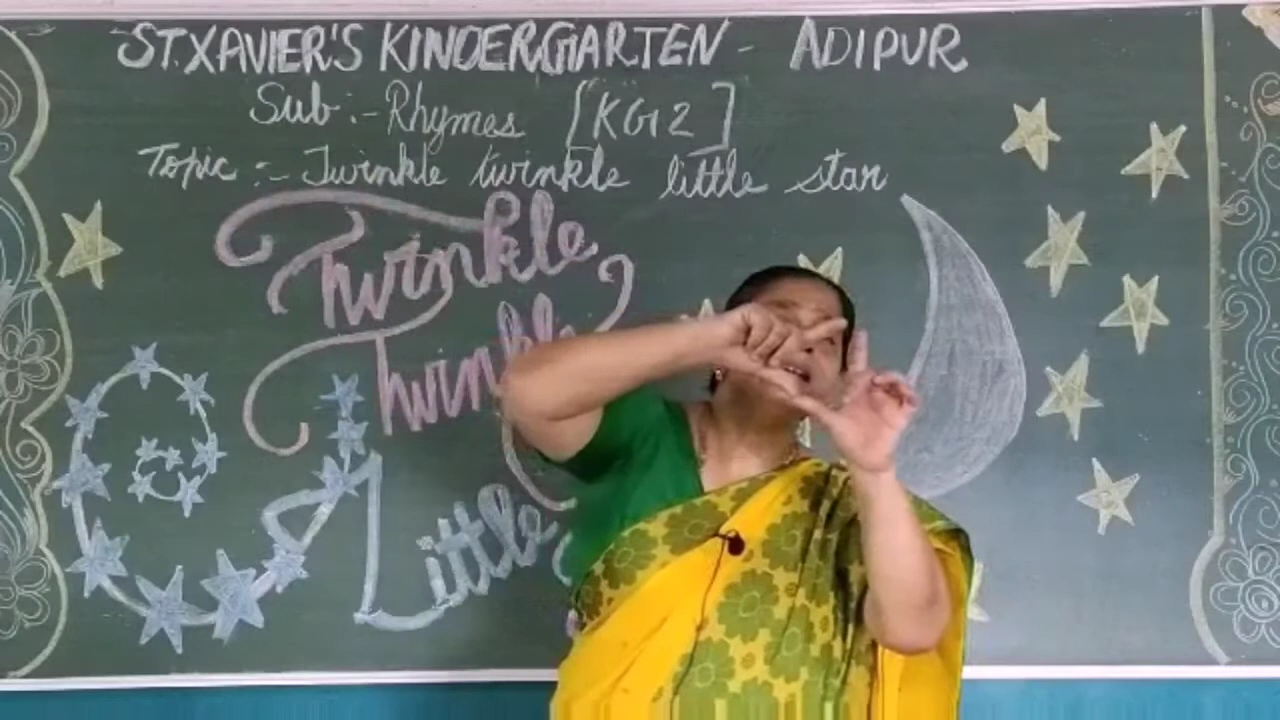 ST.XAVIER'S KINDERGARTEN - ADIPUR
Sub :- Rhymes [KG 2]
Topic :- Twinkle twinkle little star
Twinkle
Little